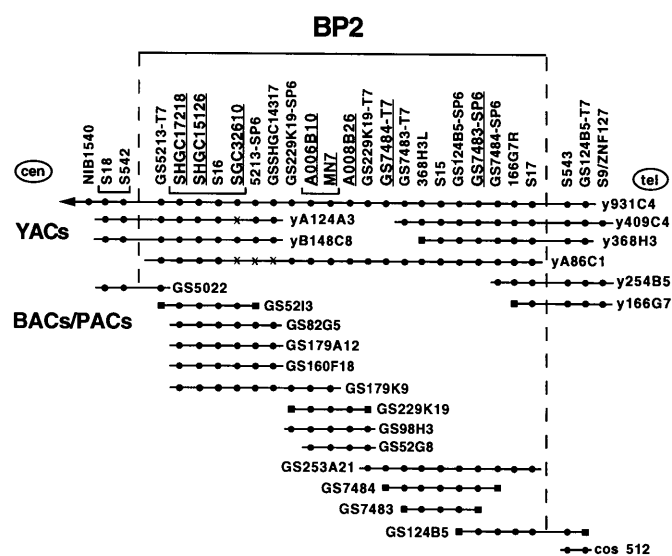 BP2
cen
NIB1540
S18
S542
GS5213-T7
SHGC17218
SHGC15126
S16
SGC32610
5213-SP6
GSSHGC14317
GS229K19-SP6
A006B10
MN7
A008B26
GS229K19-T7
GS7484-T7
GS7483-T7
368H3L
S15
GS124B5-SP6
GS7483-SP6
GS7484-SP6
166G7R
S17
S543
GS124B5-T7
S9/ZNF127
tel
y931C4
YACs
yA124A3
y409C4
yB148C8
y368H3
yA86C1
y254B5
GS5022
BACs/PACs
GS52I3
y166G7
GS82G5
GS179A12
GS160F18
GS179K9
GS229K19
GS98H3
GS52G8
GS253A21
GS7484
GS7483
GS124B5
cos 512